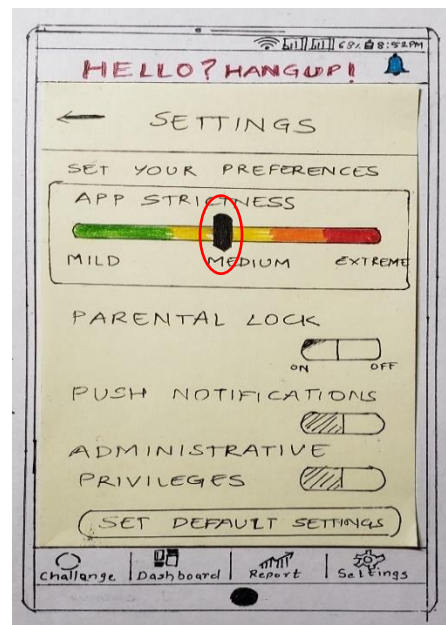 68% 8:52PM
HELLO? HANGUP!
SETTINGS
SET YOUR PREFERENCES
APP STRICTNESS
MILD MEDIUM EXTREME
PARENTAL LOCK
ON OFF
PUSH NOTIFICATIONS
ADMINISTRATIVE
PRIVILEGES
SET DEFAULT SETTINGS
Challange Dashboard Report Settings